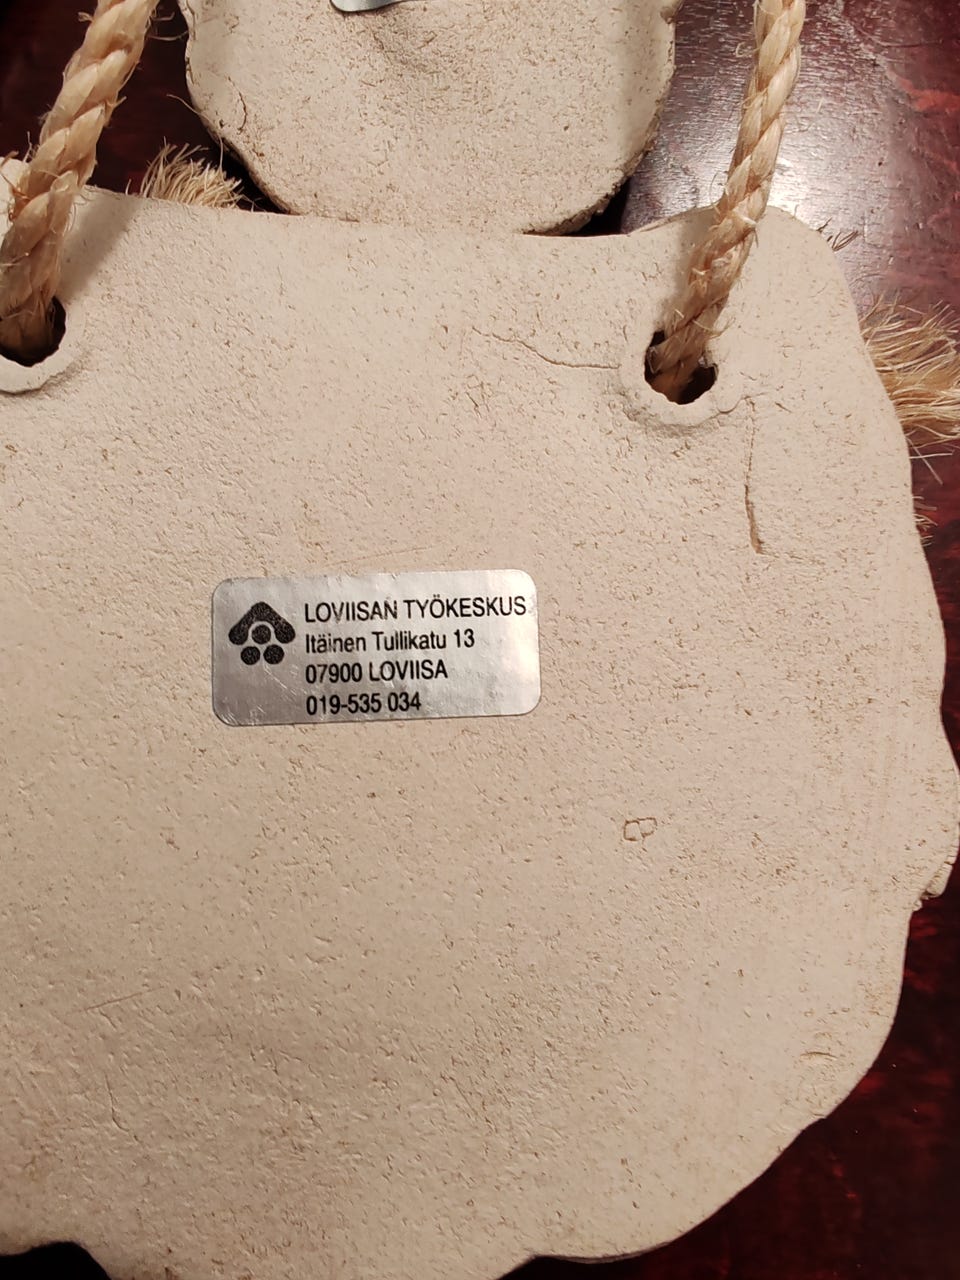 LOVIISAN TYÖKESKUS
Itäinen Tullikatu 13
07900 LOVIISA
019-535 034